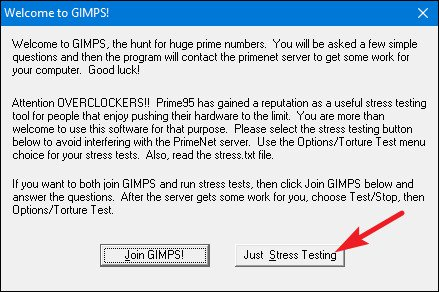 Welcome to GIMPS
Welcome to GIMPS, the hunt for huge prime numbers.  You will be asked a few simple
questions and then the program will contact the primenet server to get some work for
your computer.  Good luck!
Attention OVERCLOCKERS!!  Prime95 has gained a reputation as a useful stress testing
tool for people that enjoy pushing their hardware to the limit.  You are more than
welcome to use this software for that purpose.  Please select the stress testing button
below to avoid interfering with the PrimeNet server.  Use the Options/Torture Test menu
choice for your stress tests.  Also, read the stress.txt file.
If you want to both join GIMPS and run stress tests, then click Join GIMPS below and
answer the questions.  After the server gets some work for you, choose Test/Stop, then
Options/Torture Test.
Join GIMPS!
Just Stress Testing